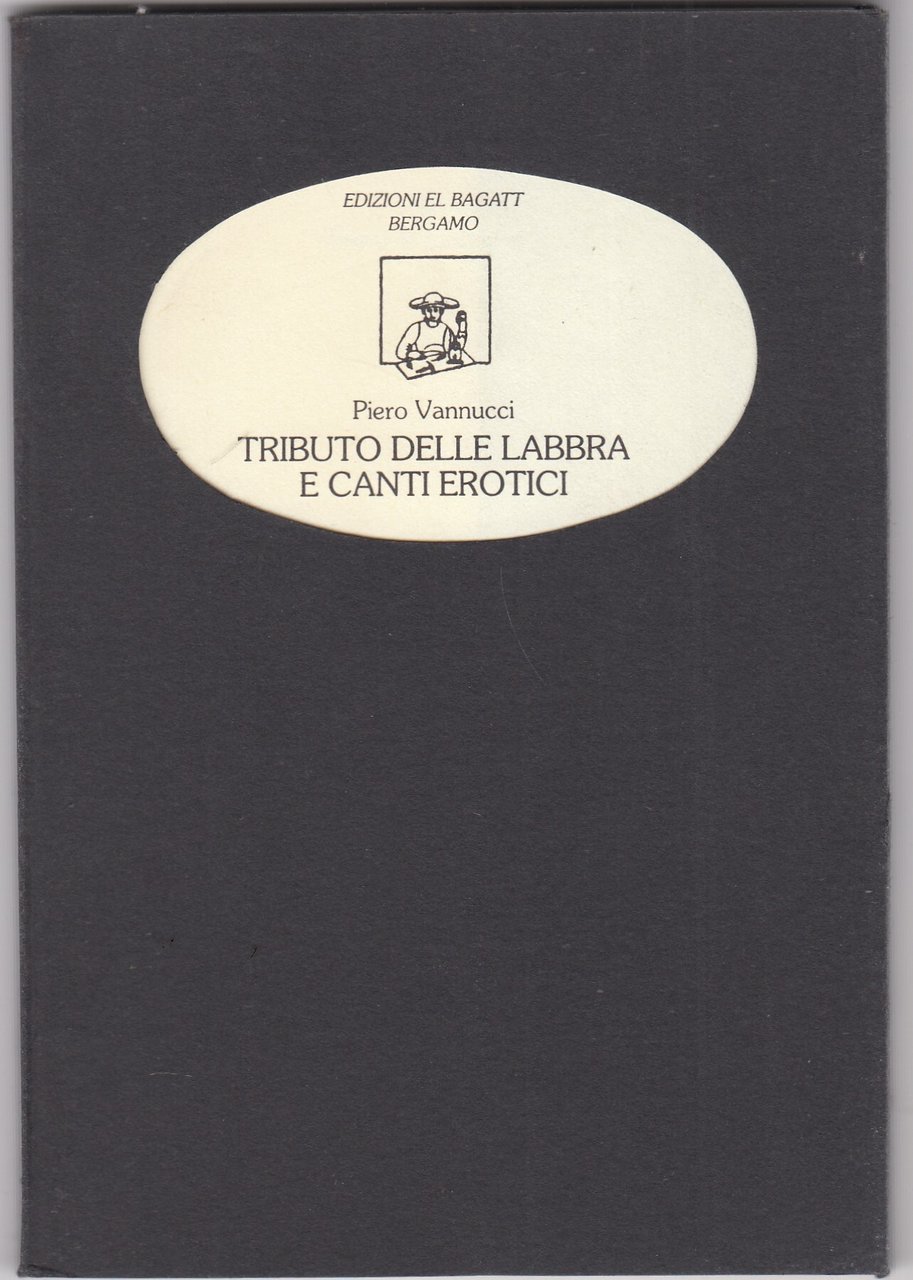 EDIZIONI EL BAGATT
BERGAMO
Piero Vannucci
TRIBUTO DELLE LABBRA
E CANTI EROTICI